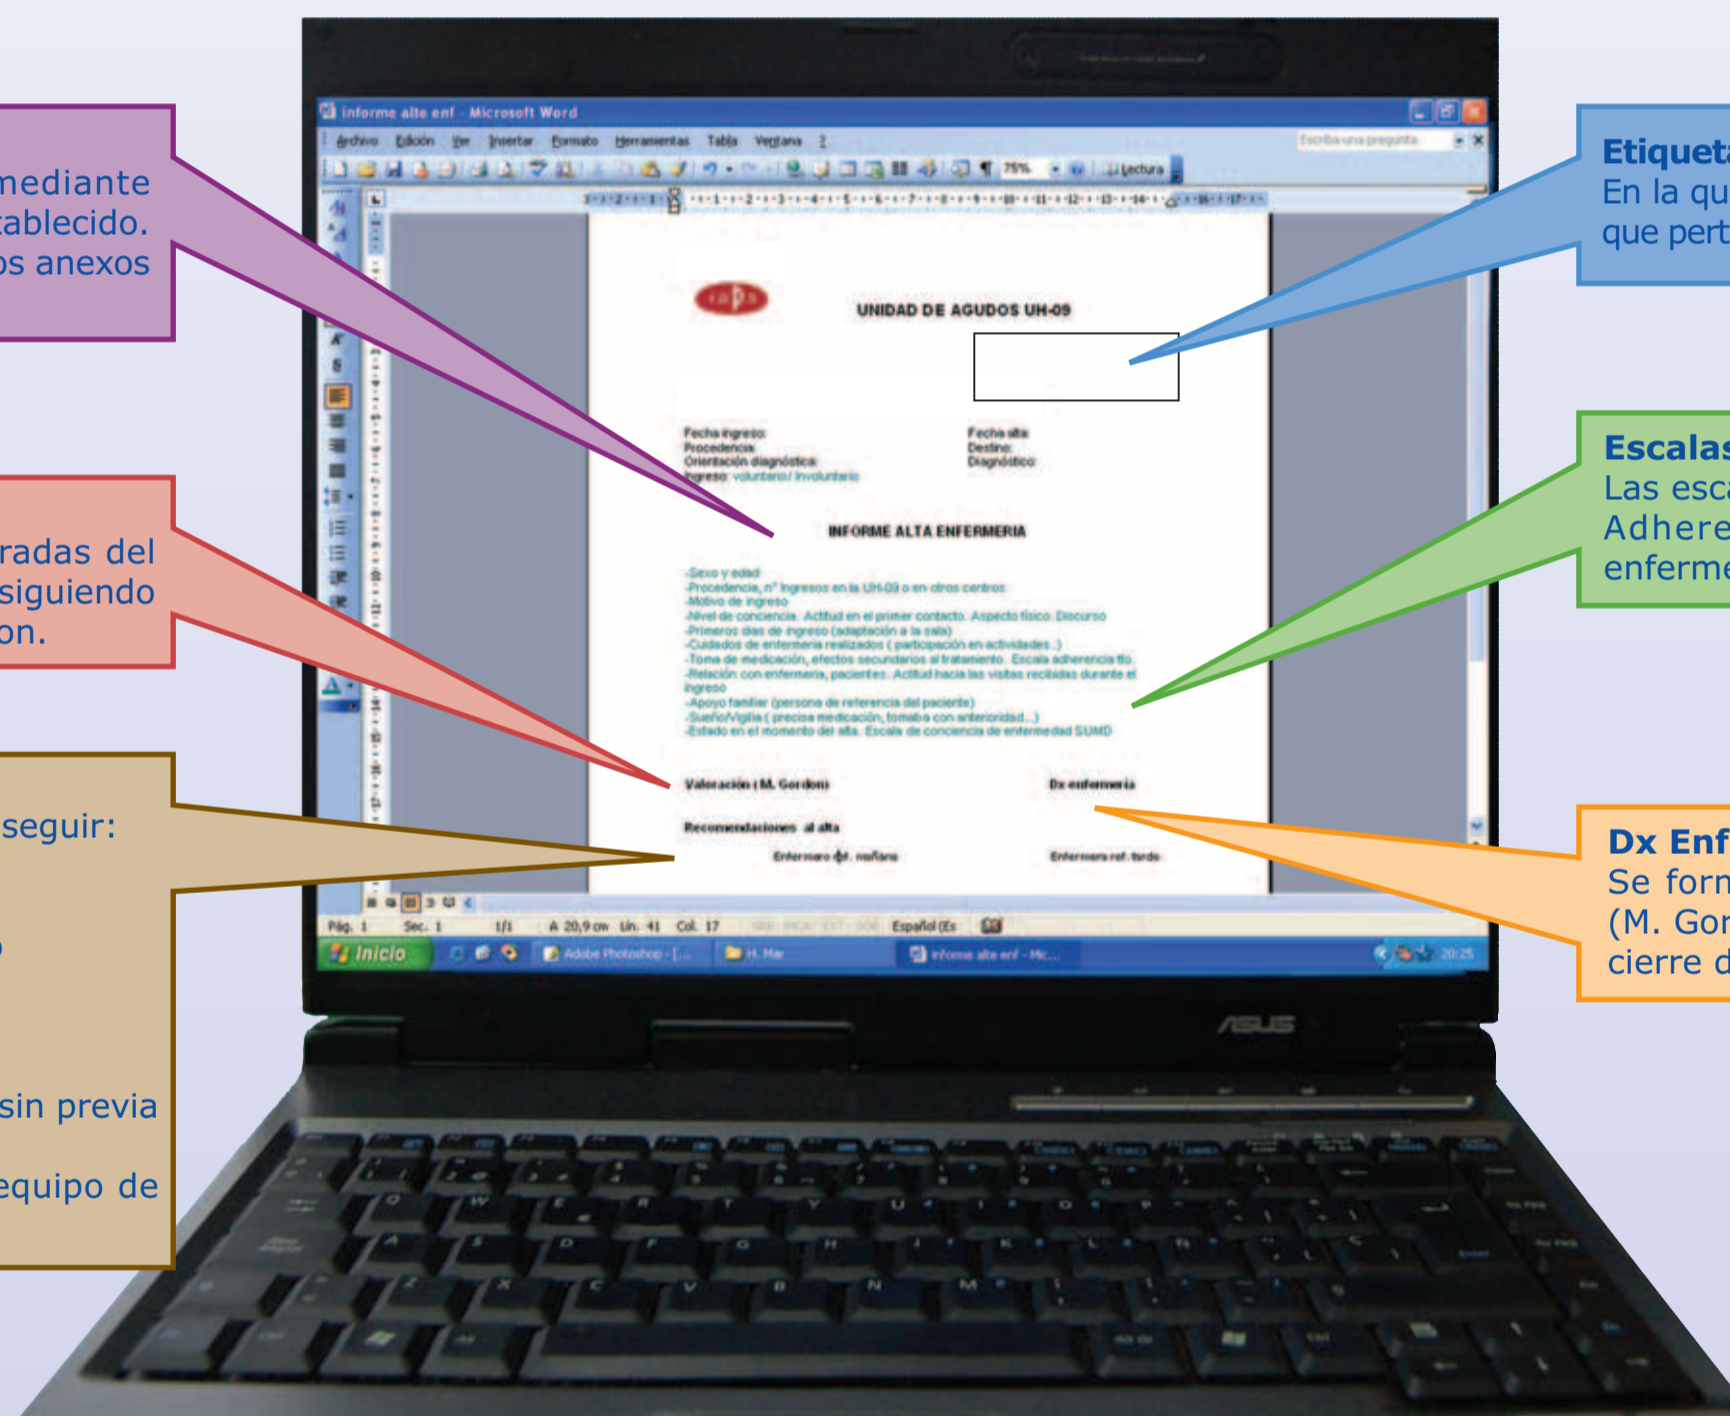 informe alte enf - Microsoft Word
Archivo Edición Ver Insertar Formato Herramientas Tabla Ventana ?
Escriba una pregunta
75%
Lectura
UNIDAD DE AGUDOS UH-09
Fecha ingreso:
Fecha alta:
Procedencia:
Destino:
Orientación diagnóstica:
Diagnóstico:
Ingreso: voluntario/ Involuntario
INFORME ALTA ENFERMERIA
-Sexo y edad
-Procedencia, nº Ingresos en la UH-09 o en otros centros
-Motivo de ingreso
-Nivel de conciencia. Actitud en el primer contacto. Aspecto físico. Discurso
-Primeros días de ingreso (adaptación a la sala)
-Cuidados de enfermería realizados ( participación en actividades..)
-Toma de medicación, efectos secundarios al tratamiento. Escala adherencia tto.
-Relación con enfermería, pacientes. Actitud hacia las visitas recibidas durante el
ingreso
-Apoyo familiar (persona de referencia del paciente)
-Sueño/Vigilia ( precisa medicación, tomaba con anterioridad...)
-Estado en el momento del alta. Escala de conciencia de enfermedad SUMD
Valoración ( M. Gordon)
Dx enfermería
Recomendaciones al alta
Enfermero ref. mañana
Enfermera ref. tarde
Pág. 1 Sec. 1 1/1 A 20,9 cm Lín. 41 Col. 17 Español (Es
Inicio
Adobe Photoshop - [...
H. Mar
informe alte enf - Mic...
20:25
ASUS
mediante
tablecido.
os anexos
radas del
siguiendo
on.
seguir:
o
sin previa
equipo de
Etiqueta
En la qu
que pert
Escalas
Las esca
Adhere
enferme
Dx Enf
Se forn
(M. Gor
cierre d